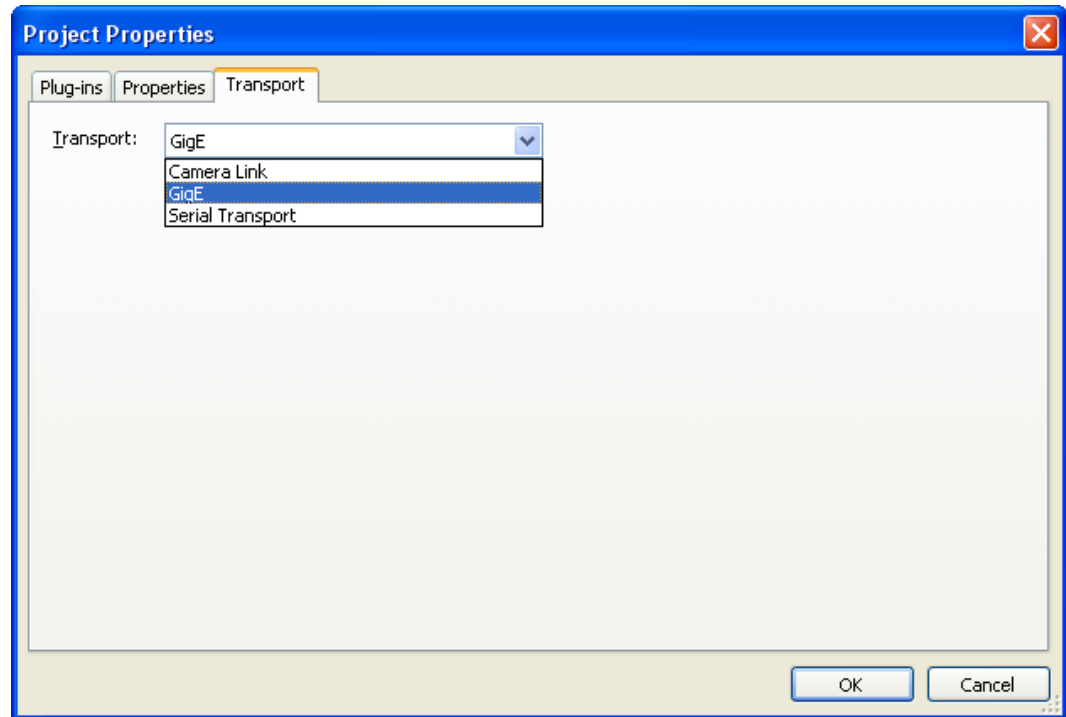 Project Properties
Plug-ins Properties Transport
Transport: GigE
Camera Link
GigE
Serial Transport
OK Cancel